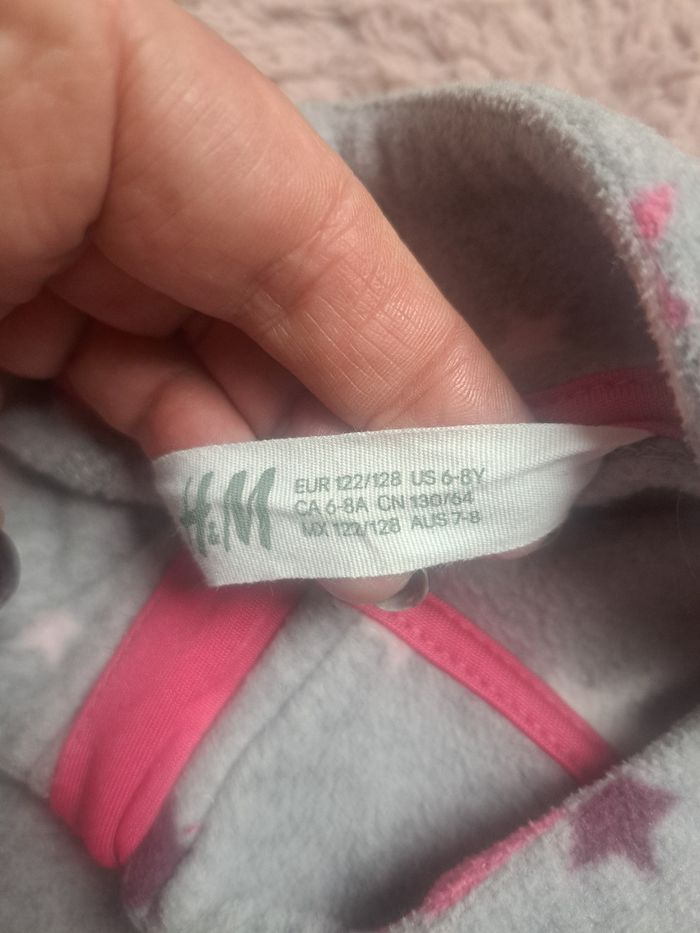 H&M
EUR 122/128 US 6-8Y
CA 6-8A CN 130/64
MX 122/128 AUS 7-8